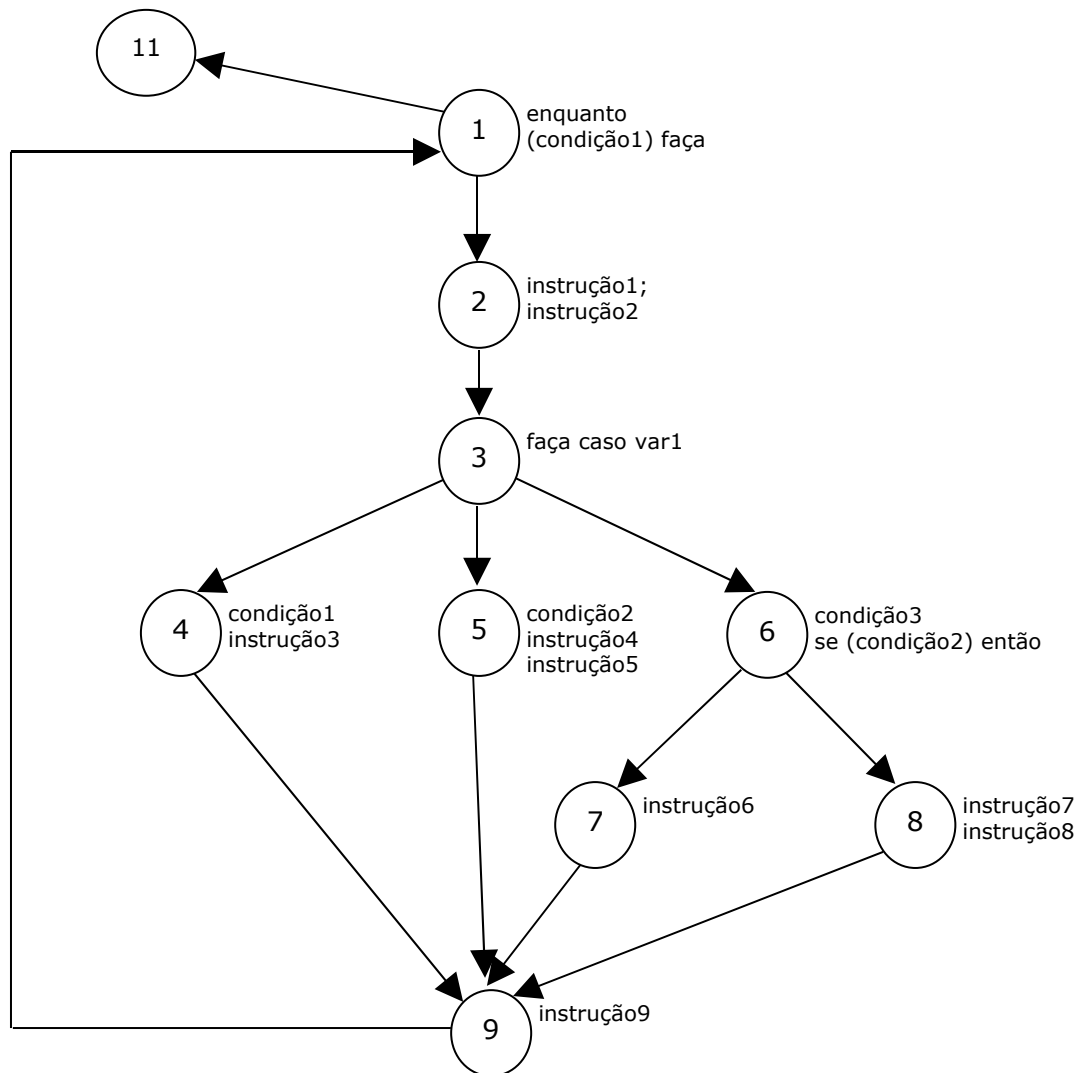 11
1
enquanto
(condição1) faça
2
instrução1;
instrução2
3
faça caso var1
4
condição1
instrução3
5
condição2
instrução4
instrução5
6
condição3
se (condição2) então
7
instrução6
8
instrução7
instrução8
9
instrução9